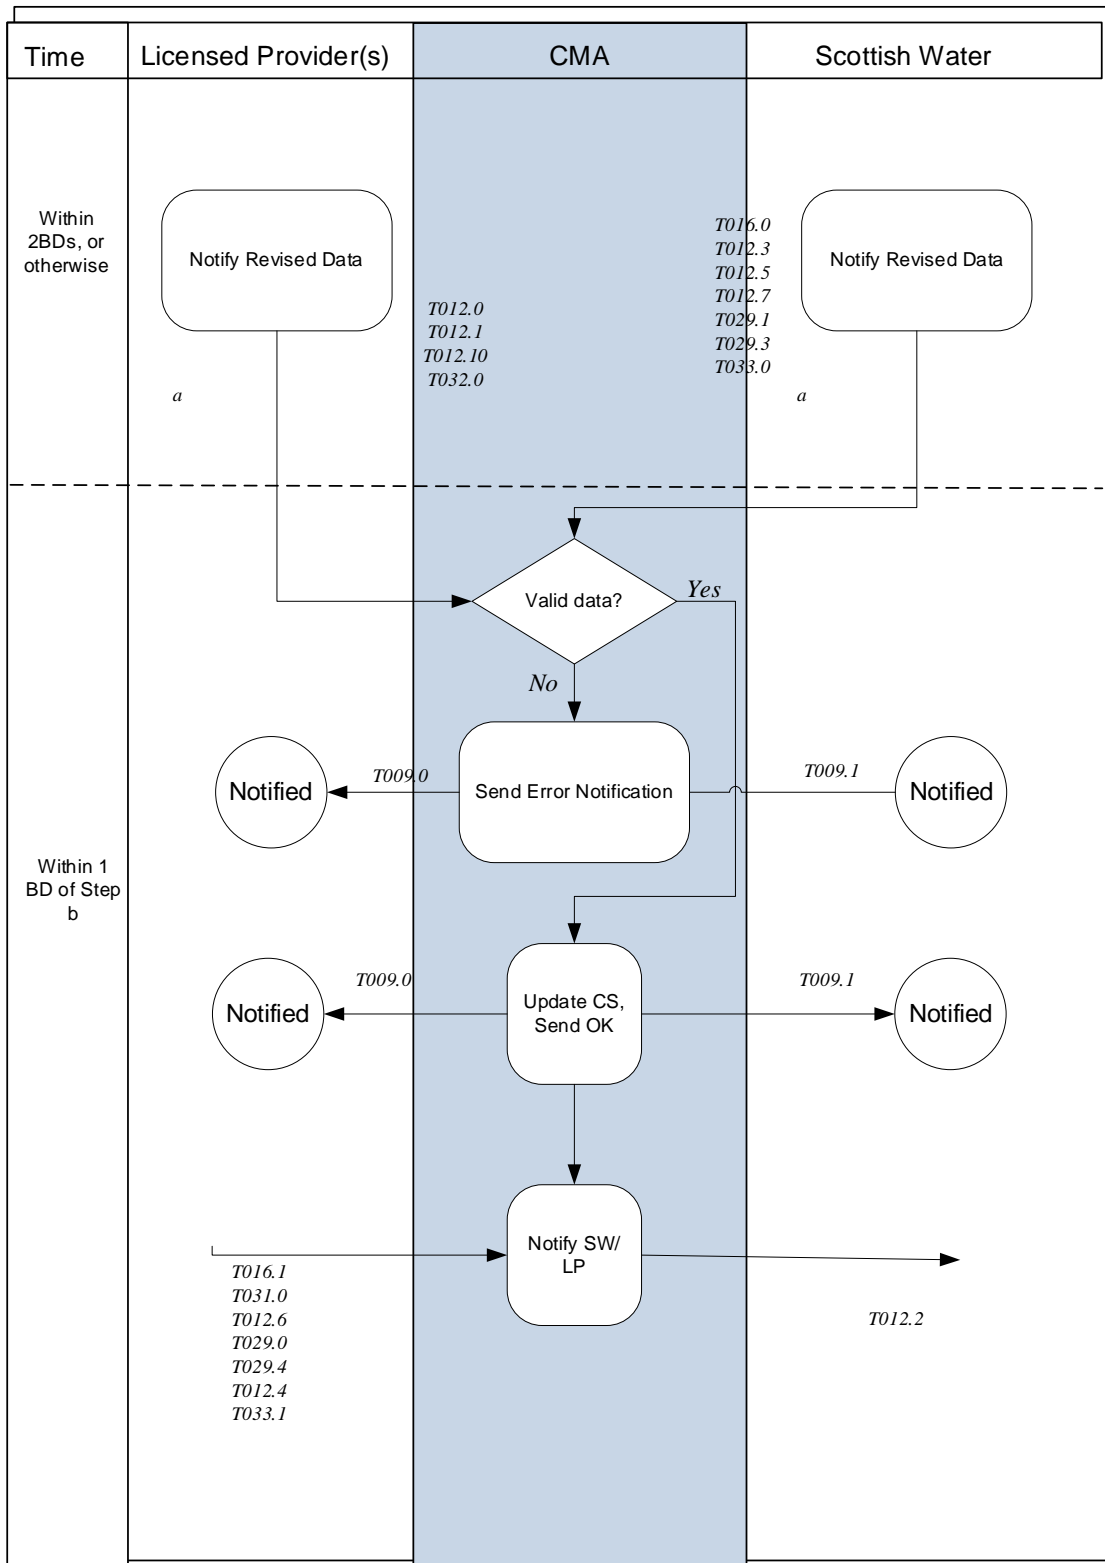 Time
Licensed Provider(s)
CMA
Scottish Water
Within
2BDs, or
otherwise
Notify Revised Data
T012.0
T012.1
T012.10
T032.0
T016.0
T012.3
T012.5
T012.7
T029.1
T029.3
T033.0
Notify Revised Data
a
a
Valid data?
Yes
No
Within 1
BD of Step
b
Notified
T009.0
Send Error Notification
T009.1
Notified
Notified
T009.0
Update CS,
Send OK
T009.1
Notified
Notify SW/
LP
T016.1
T031.0
T012.6
T029.0
T029.4
T012.4
T033.1
T012.2